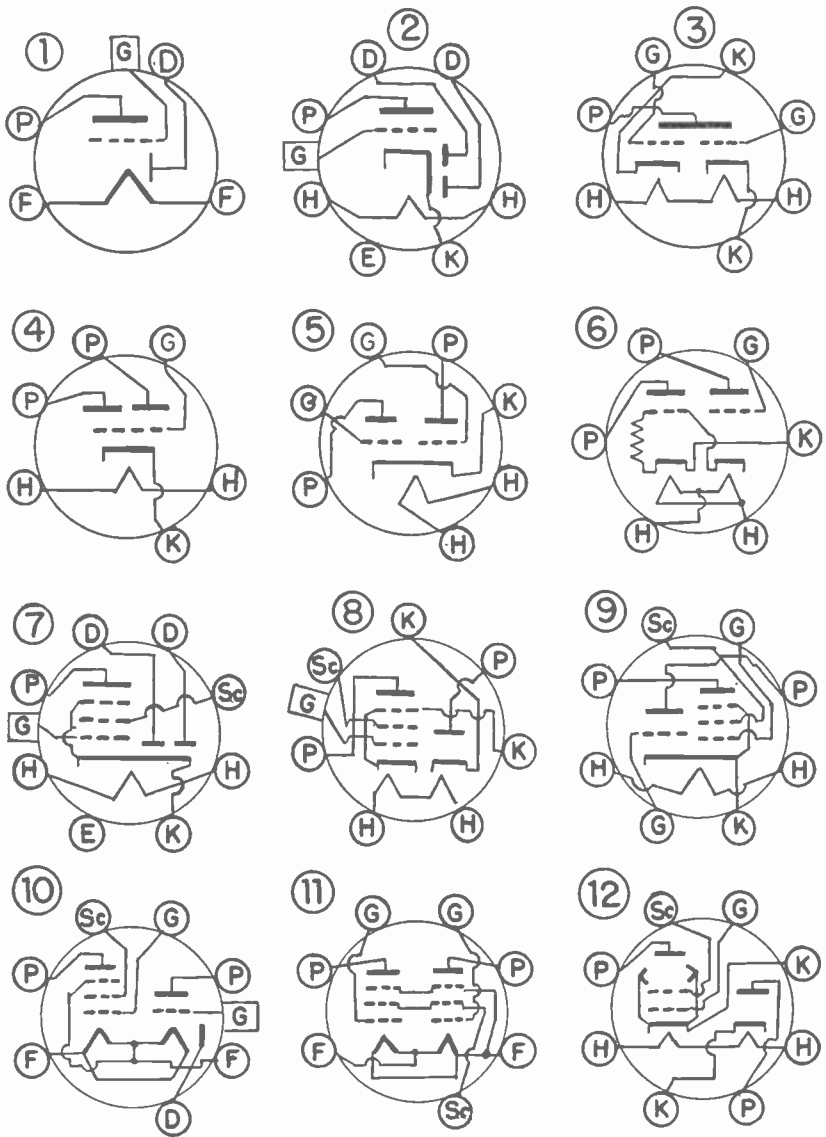 1 G D
P
F F
2
D D
P
G
H H
E K
3
G K
P G
H H
K
4 P G
P
H H
K
5 G P
G K
P H
H
6 P G
P K
H H
7 D D
P Sc
G
H H
E K
8 K
Sc P
G
P K
H H
9 Sc G
P P
H H
G K
10 Sc G
P P
G
F F
D
11 G G
P P
F F
Sc
12 Sc G
P K
H H
K P